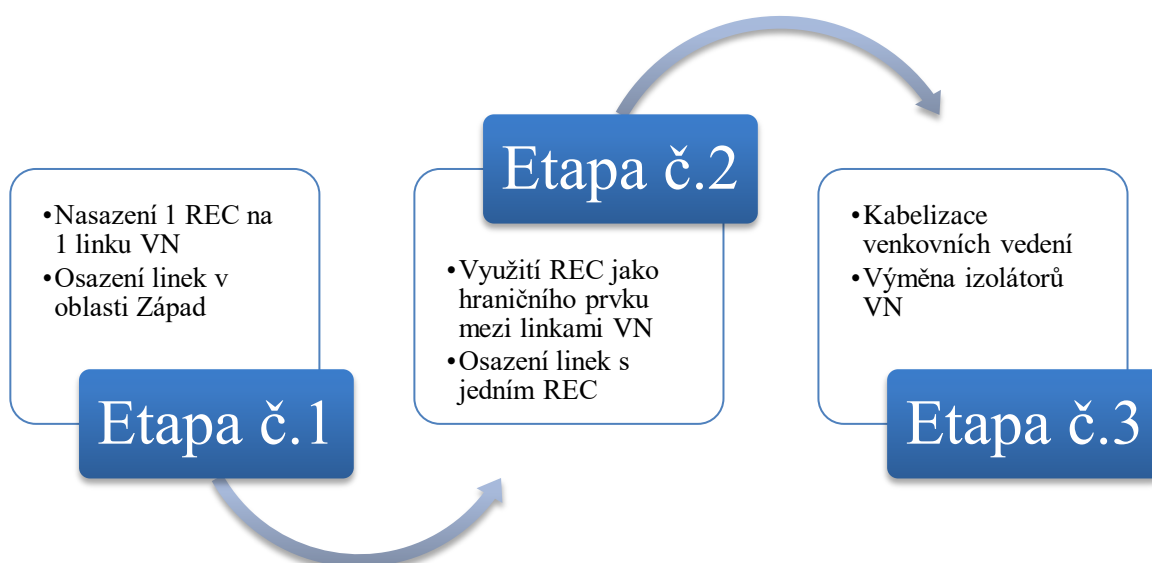 •Nasazení 1 REC na
1 linku VN
•Osazení linek v
oblasti Západ
Etapa č.1
Etapa č.2
•Využití REC jako
hraničního prvku
mezi linkami VN
•Osazení linek s
jedním REC
•Kabelizace
venkovních vedení
•Výměna izolátorů
VN
Etapa č.3